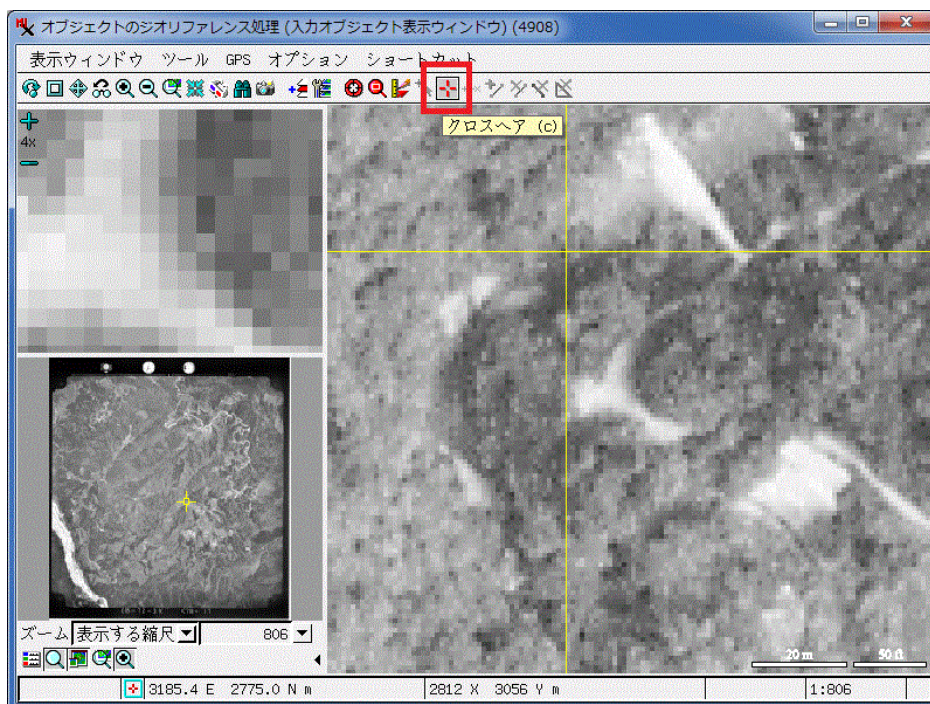 オブジェクトのジオリファレンス処理 (入力オブジェクト表示ウィンドウ) (4908)
表示ウィンドウ ツール GPS オプション ショートカット
クロスヘア (c)
4x
ズーム 表示する縮尺 806
20 m 50 ft
3185.4 E 2775.0 N m 2812 X 3056 Y m 1:806